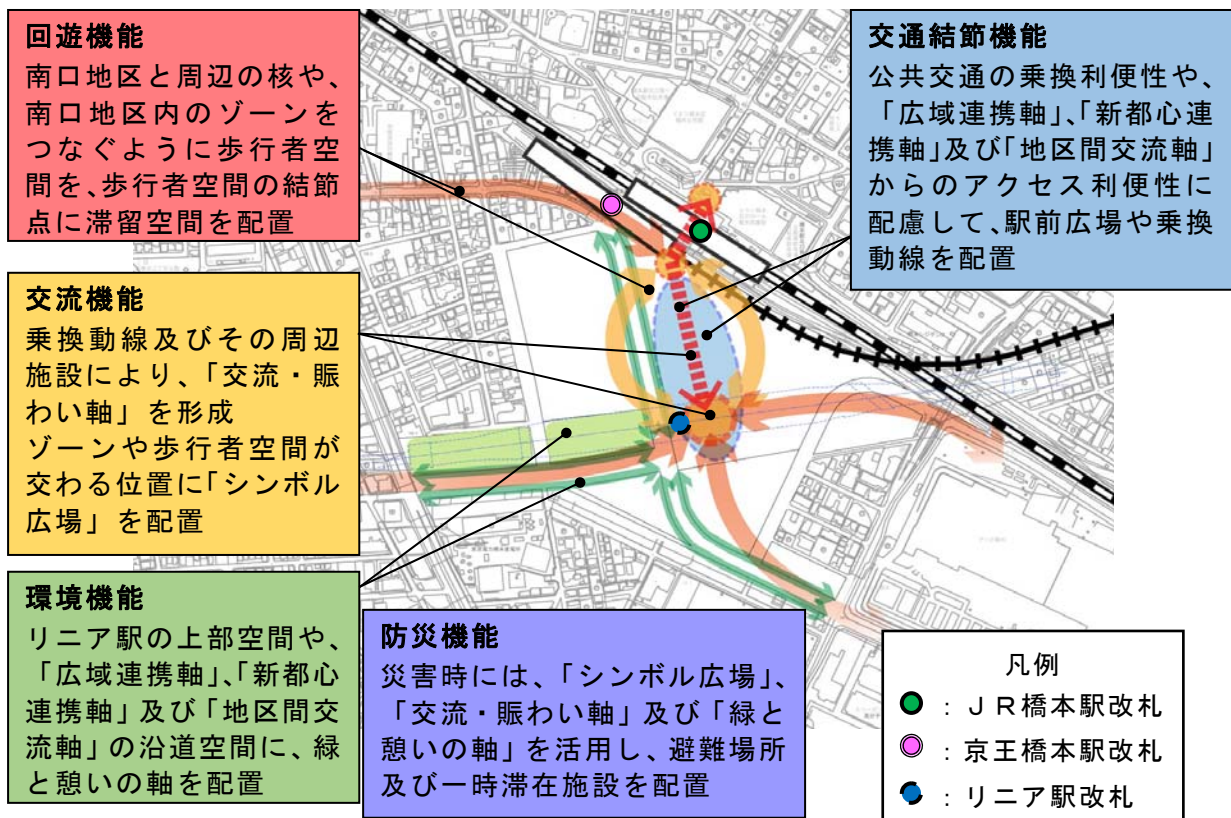 回遊機能
南口地区と周辺の核や、
南口地区内のゾーンを
つなぐように歩行者空
間を、歩行者空間の結節
点に滞留空間を配置
交通結節機能
公共交通の乗換利便性や、
「広域連携軸」、「新都心連
携軸」及び「地区間交流軸」
からのアクセス利便性に
配慮して、駅前広場や乗換
動線を配置
交流機能
乗換動線及びその周辺
施設により、「交流・賑
わい軸」を形成
ゾーンや歩行者空間が
交わる位置に「シンボル
広場」を配置
環境機能
リニア駅の上部空間や、
「広域連携軸」、「新都心
連携軸」及び「地区間交
流軸」の沿道空間に、緑
と憩いの軸を配置
防災機能
災害時には、「シンボル広場」、
「交流・賑わい軸」及び「緑と
憩いの軸」を活用し、避難場所
及び一時滞在施設を配置
凡例
：ＪＲ橋本駅改札
：京王橋本駅改札
：リニア駅改札